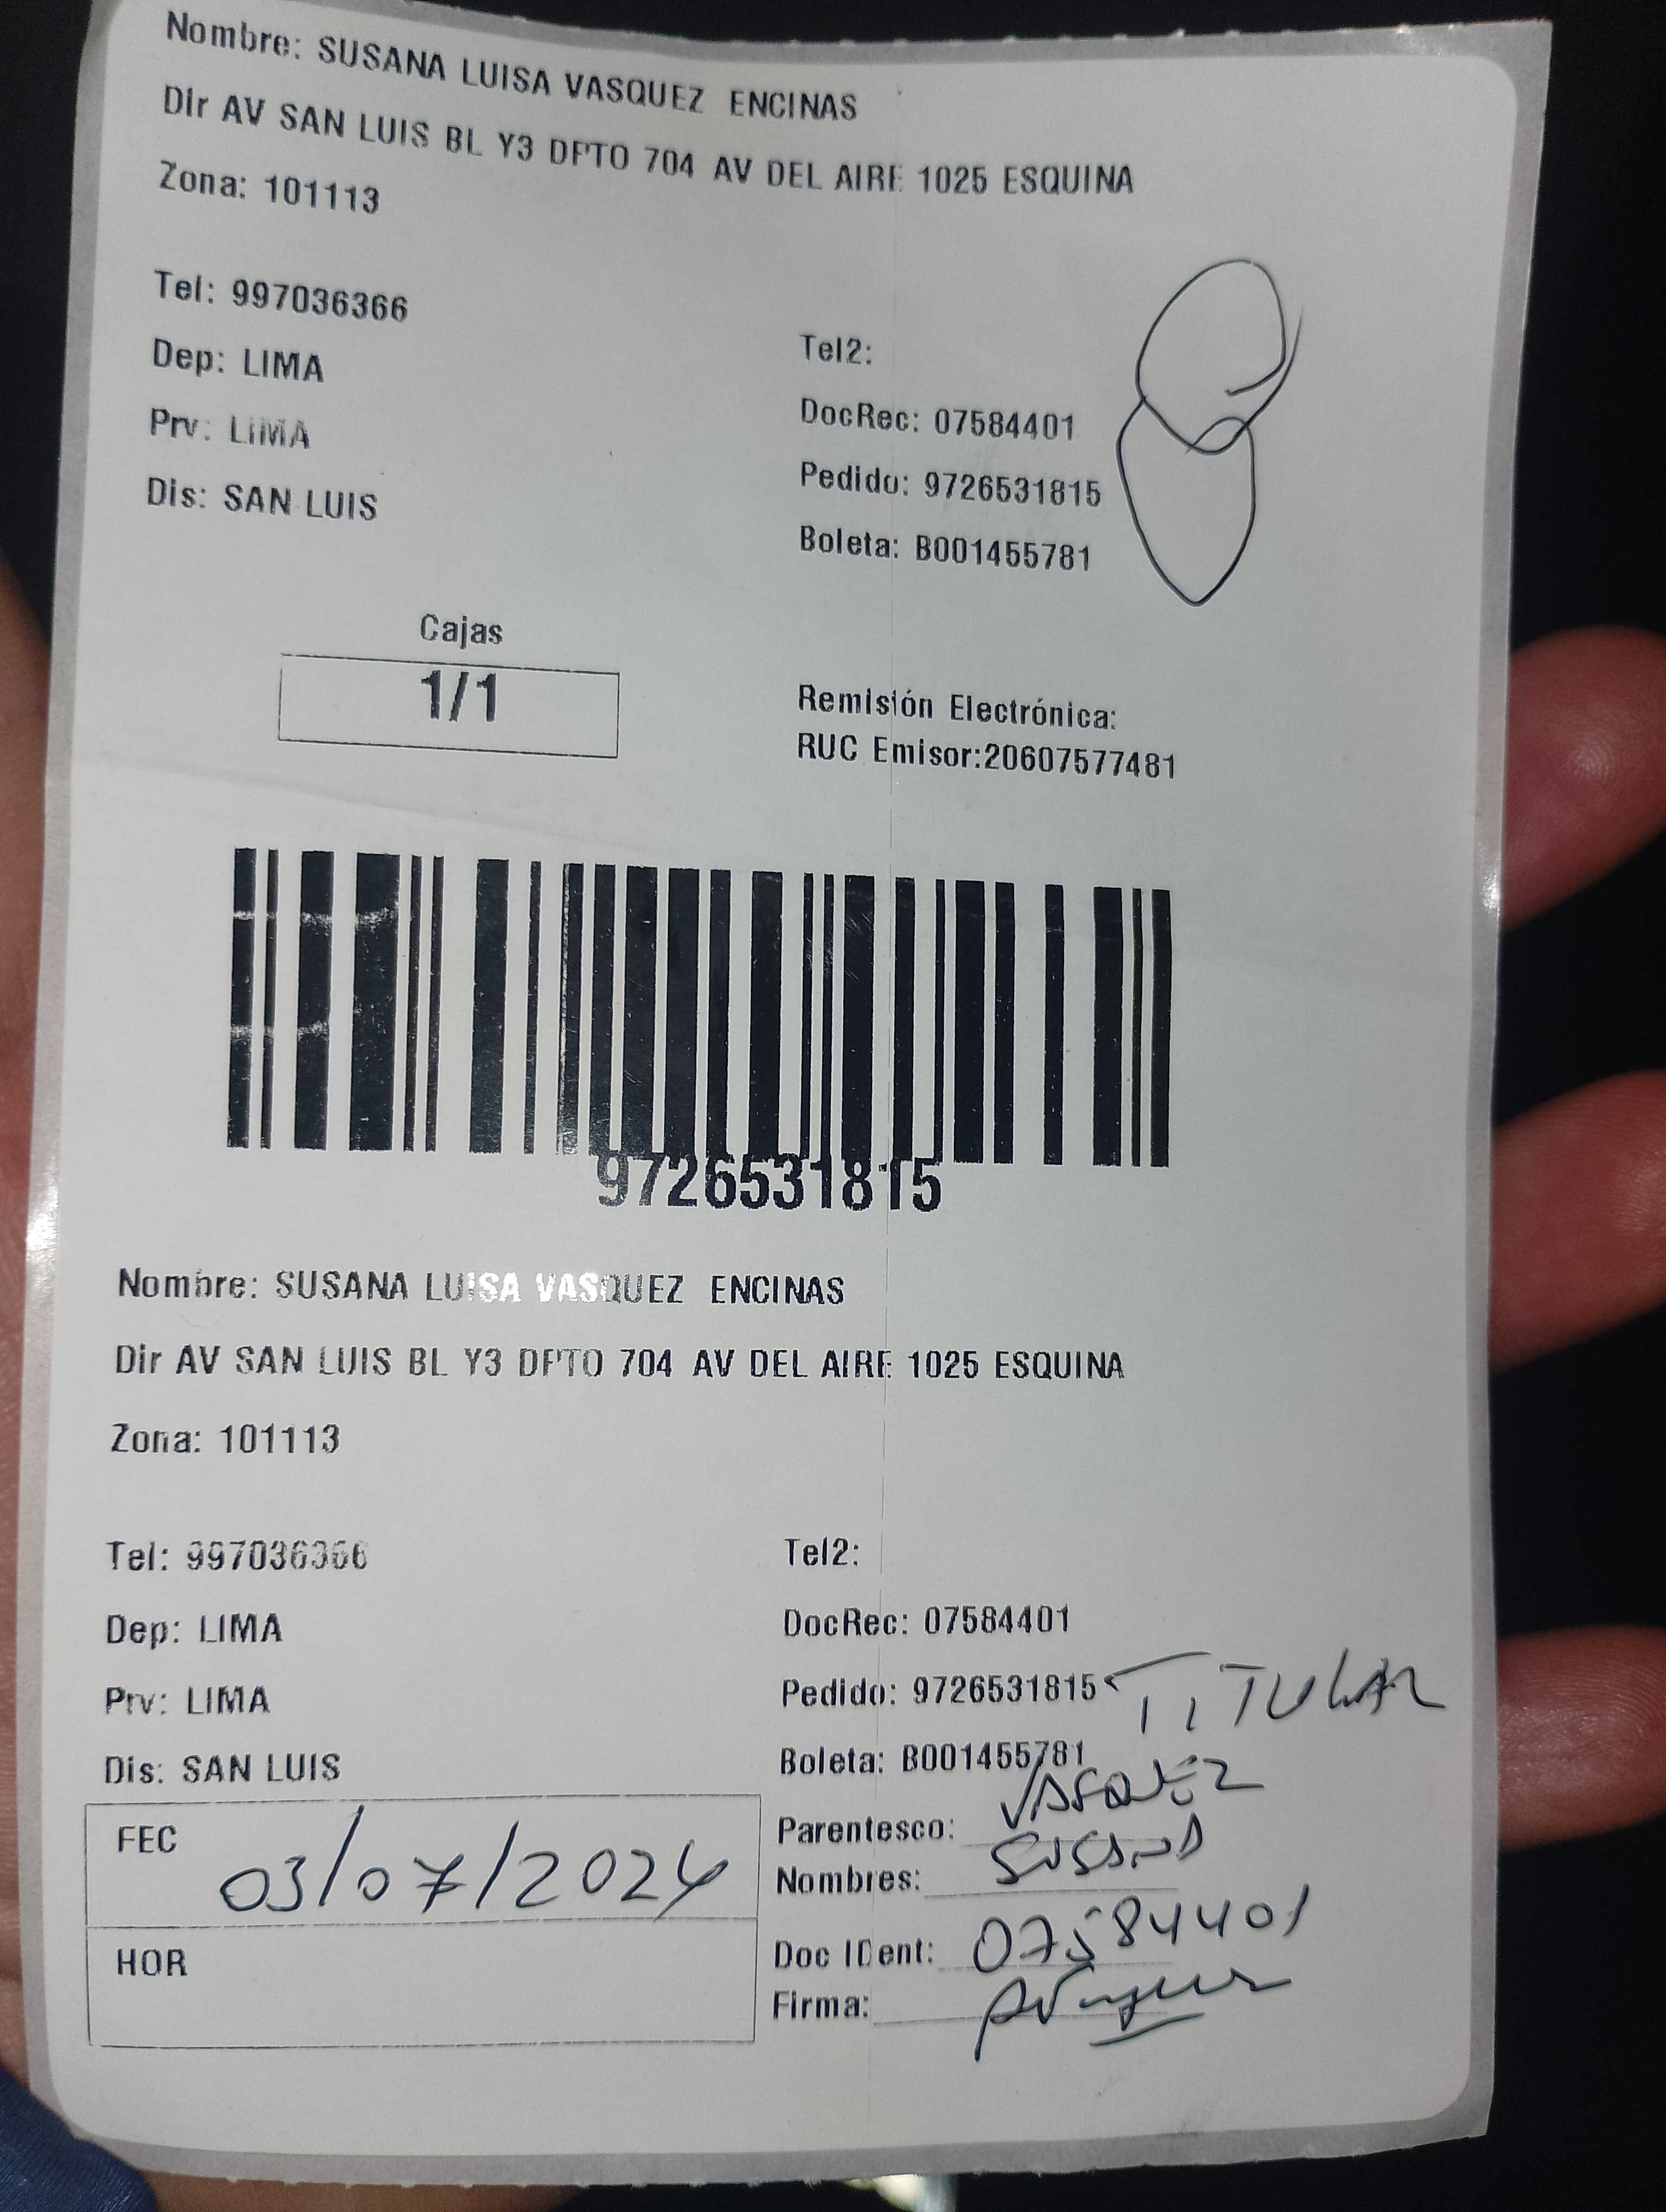 Nombre: SUSANA LUISA VASQUEZ ENCINAS
Dir AV SAN LUIS BL Y3 DPTO 704 AV DEL AIRE 1025 ESQUINA
Zona: 101113
Tel: 997036366
Tel2:
Dep: LIMA
DocRec: 07584401
Prv: LIMA
Pedido: 9726531815
Dis: SAN LUIS
Boleta: B001455781
Cajas
1/1
Remisión Electrónica:
RUC Emisor:20607577481
9726531815
Nombre: SUSANA LUISA VASQUEZ ENCINAS
Dir AV SAN LUIS BL Y3 DPTO 704 AV DEL AIRE 1025 ESQUINA
Zona: 101113
Tel: 997036366
Tel2:
Dep: LIMA
DocRec: 07584401
Prv: LIMA
Pedido: 9726531815 TITULAR
Dis: SAN LUIS
Boleta: B001455781
FEC 03/07/2024
Parentesco: VASQUEZ
Nombres: SUSANA
HOR
Doc IDent: 07584401
Firma: